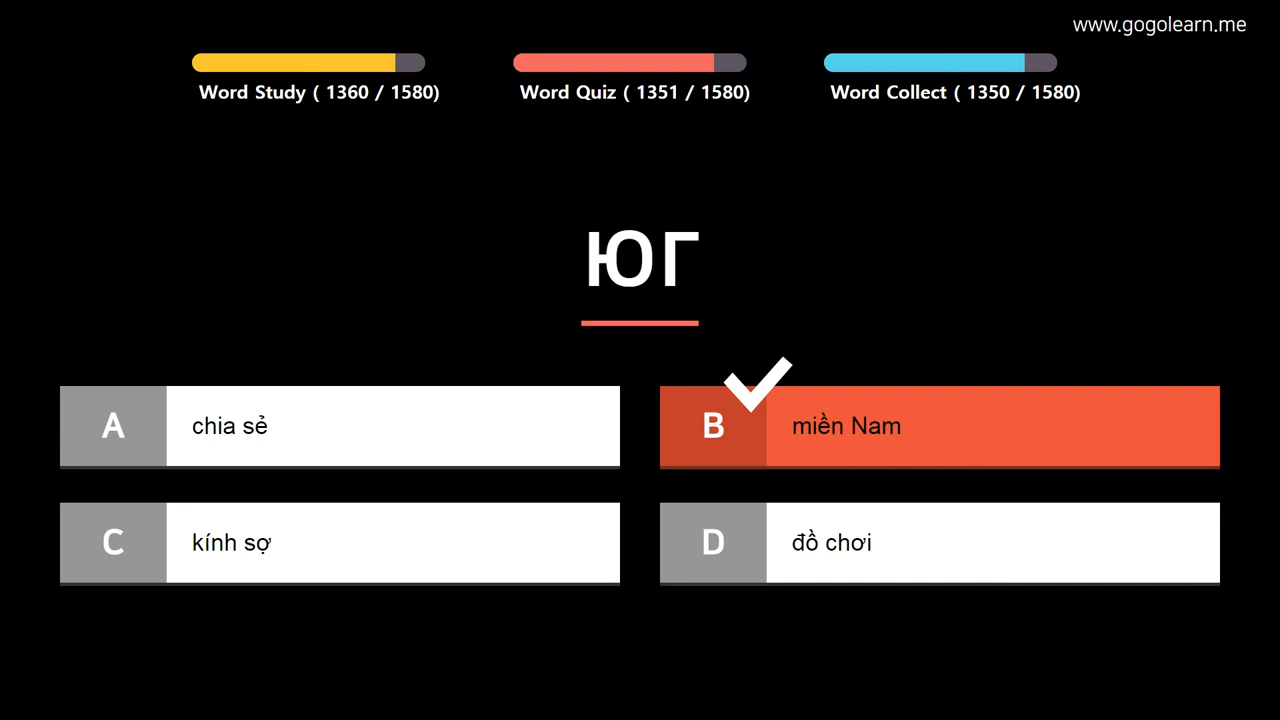 www.gogolearn.me
Word Study ( 1360 / 1580)
Word Quiz ( 1351 / 1580)
Word Collect ( 1350 / 1580)
ЮГ
A chia sẻ
B miền Nam
C kính sợ
D đồ chơi